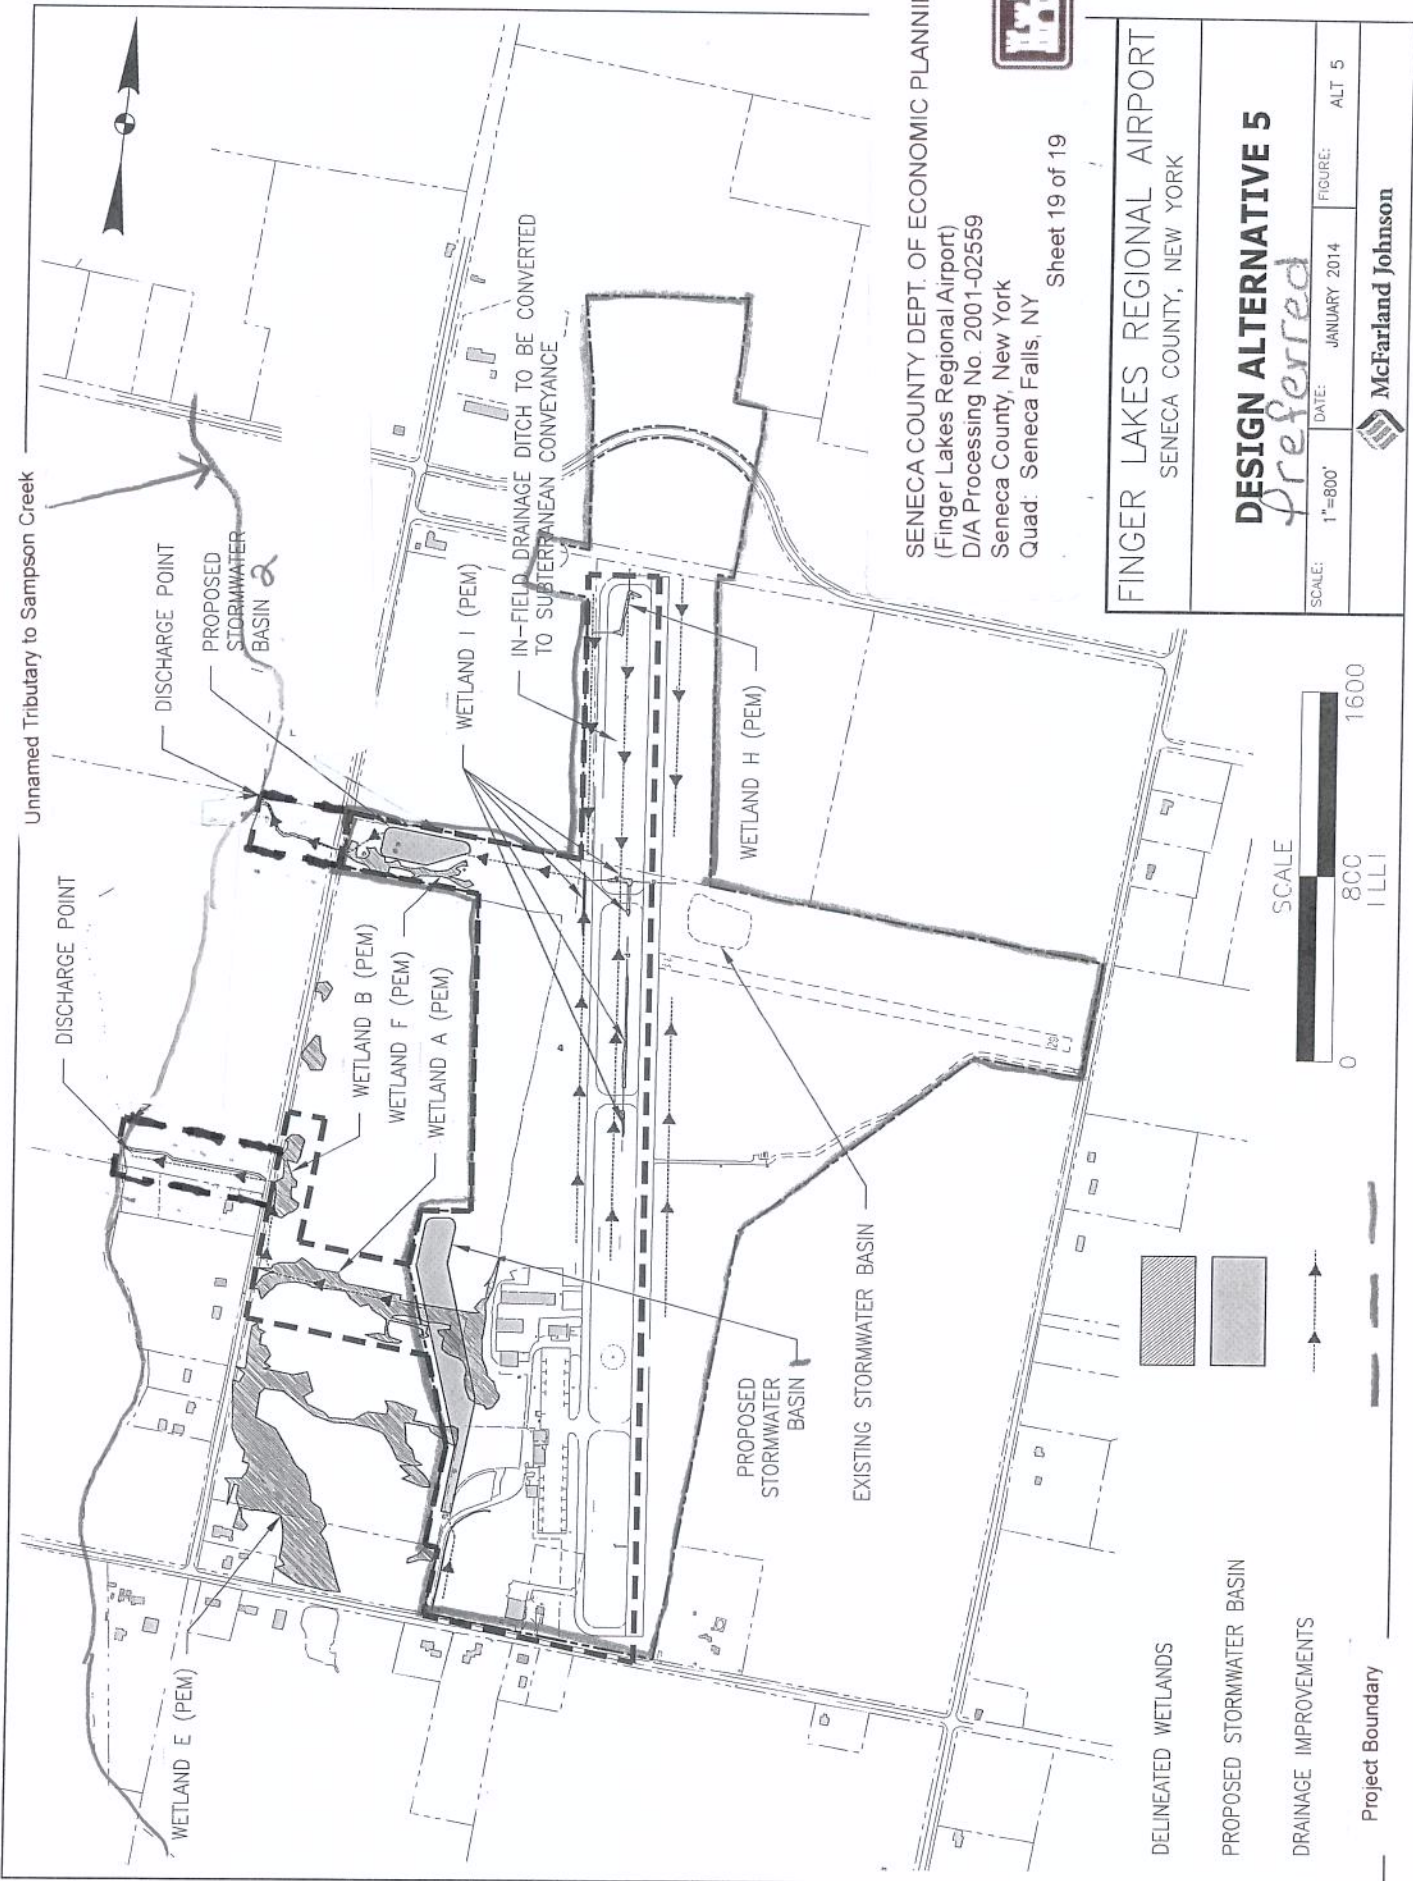 Unnamed Tributary to Sampson Creek
DISCHARGE POINT
DISCHARGE POINT
PROPOSED
STORMWATER
BASIN 2
WETLAND B (PEM)
WETLAND F (PEM)
WETLAND A (PEM)
WETLAND I (PEM)
IN-FIELD DRAINAGE DITCH TO BE CONVERTED
TO SUBTERRANEAN CONVEYANCE
WETLAND E (PEM)
WETLAND H (PEM)
PROPOSED
STORMWATER
BASIN 1
EXISTING STORMWATER BASIN
DELINEATED WETLANDS
PROPOSED STORMWATER BASIN
DRAINAGE IMPROVEMENTS
Project Boundary
SCALE
0 800 1600
SENECA COUNTY DEPT. OF ECONOMIC PLANNI
(Finger Lakes Regional Airport)
D/A Processing No. 2001-02559
Seneca County, New York
Quad: Seneca Falls, NY
Sheet 19 of 19
FINGER LAKES REGIONAL AIRPORT
SENECA COUNTY, NEW YORK
DESIGN ALTERNATIVE 5
preferred
SCALE: 1"=800' DATE: JANUARY 2014 FIGURE: ALT 5
McFarland Johnson